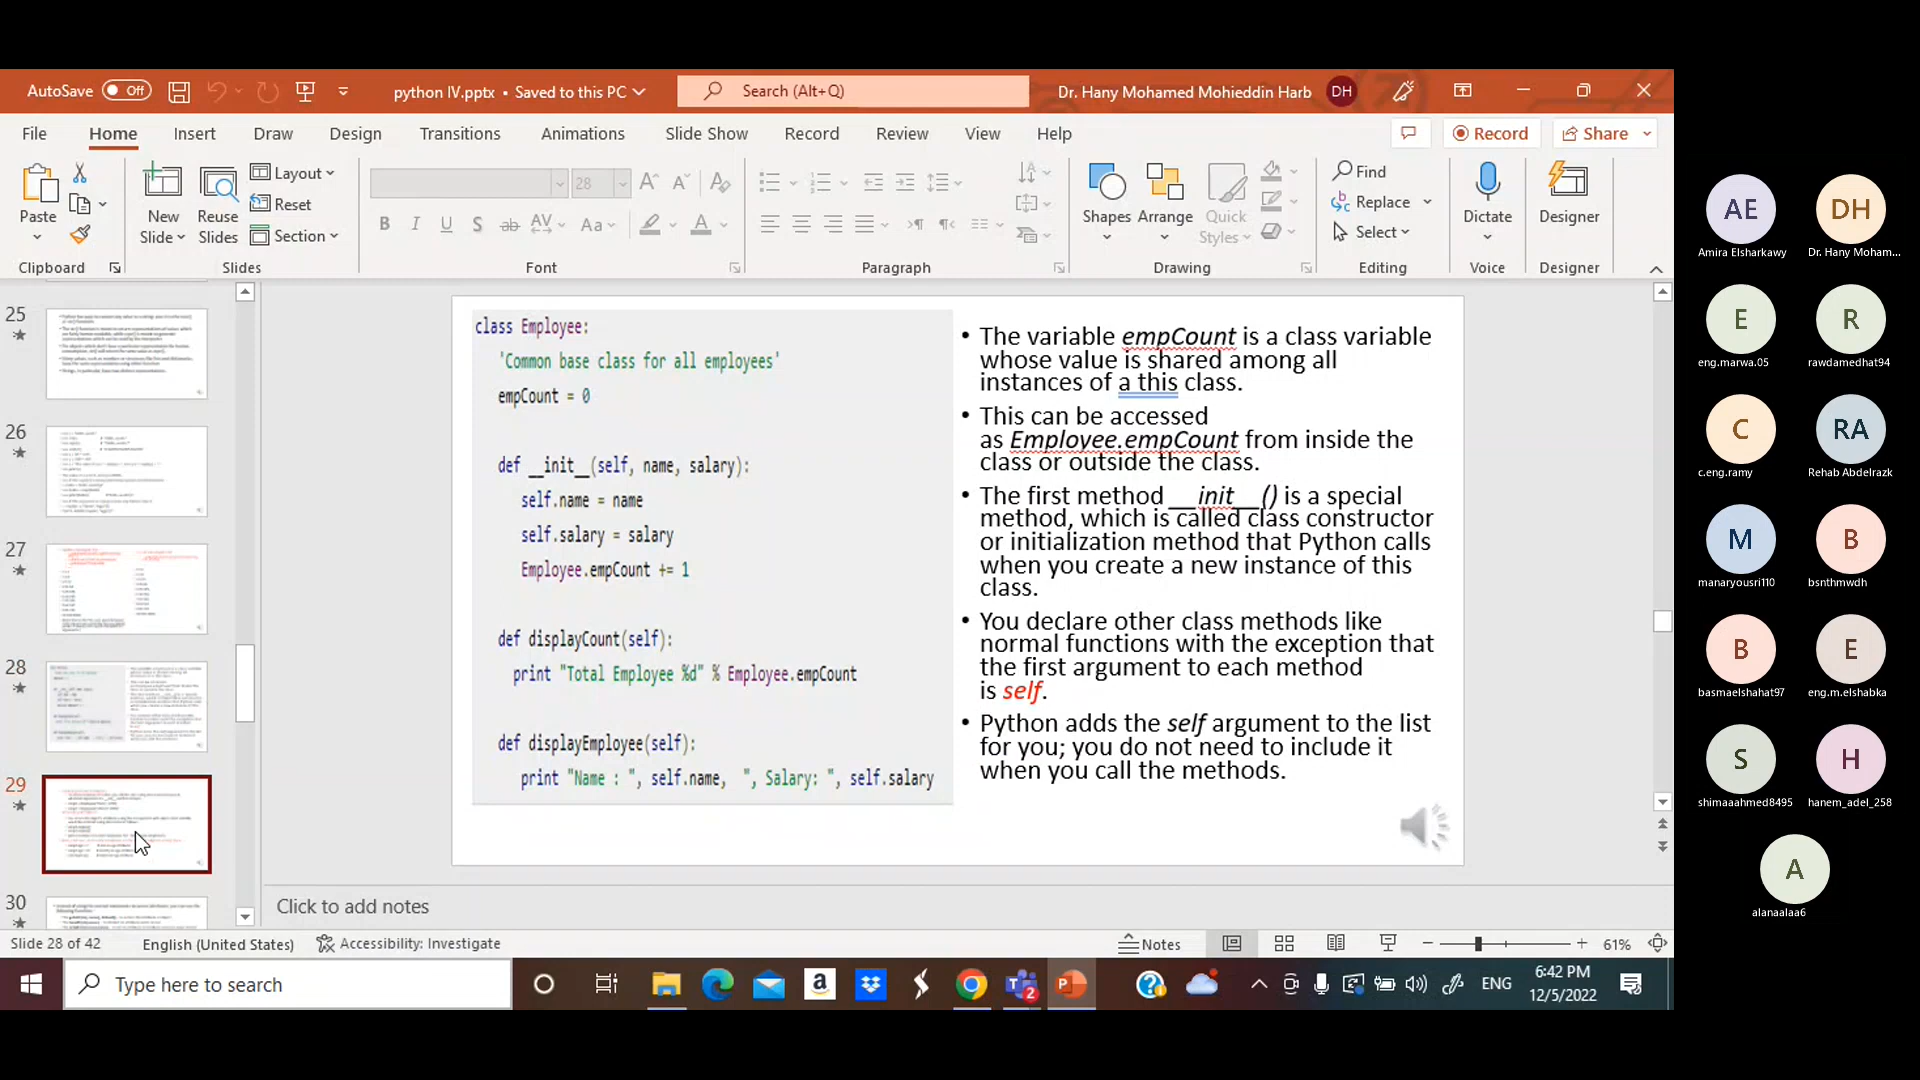 AutoSave Off python IV.pptx • Saved to this PC Search (Alt+Q) Dr. Hany Mohamed Mohieddin Harb DH
File Home Insert Draw Design Transitions Animations Slide Show Record Review View Help Record Share
Paste
New Slide
Reuse Slides
Layout
Reset
Section
28
B I U S ab AV Aa A
Shapes
Arrange
Quick Styles
Find
Replace
Select
Dictate
Designer
Clipboard Slides Font Paragraph Drawing Editing Voice Designer
25
26
27
28
29
30
class Employee:
'Common base class for all employees'
empCount = 0
def __init__(self, name, salary):
self.name = name
self.salary = salary
Employee.empCount += 1
def displayCount(self):
print "Total Employee %d" % Employee.empCount
def displayEmployee(self):
print "Name : ", self.name, ", Salary: ", self.salary
• The variable empCount is a class variable
whose value is shared among all
instances of a this class.
• This can be accessed
as Employee.empCount from inside the
class or outside the class.
• The first method __init__() is a special
method, which is called class constructor
or initialization method that Python calls
when you create a new instance of this
class.
• You declare other class methods like
normal functions with the exception that
the first argument to each method
is self.
• Python adds the self argument to the list
for you; you do not need to include it
when you call the methods.
Click to add notes
Slide 28 of 42 English (United States) Accessibility: Investigate Notes 61%
Type here to search
ENG
6:42 PM
12/5/2022
AE
Amira Elsharkawy
DH
Dr. Hany Moham...
E
eng.marwa.05
R
rawdamedhat94
C
c.eng.ramy
RA
Rehab Abdelrazk
M
manaryousri110
B
bsnthmwdh
B
basmaelshahat97
E
eng.m.elshabka
S
shimaaahmed8495
H
hanem_adel_258
A
alanaalaa6